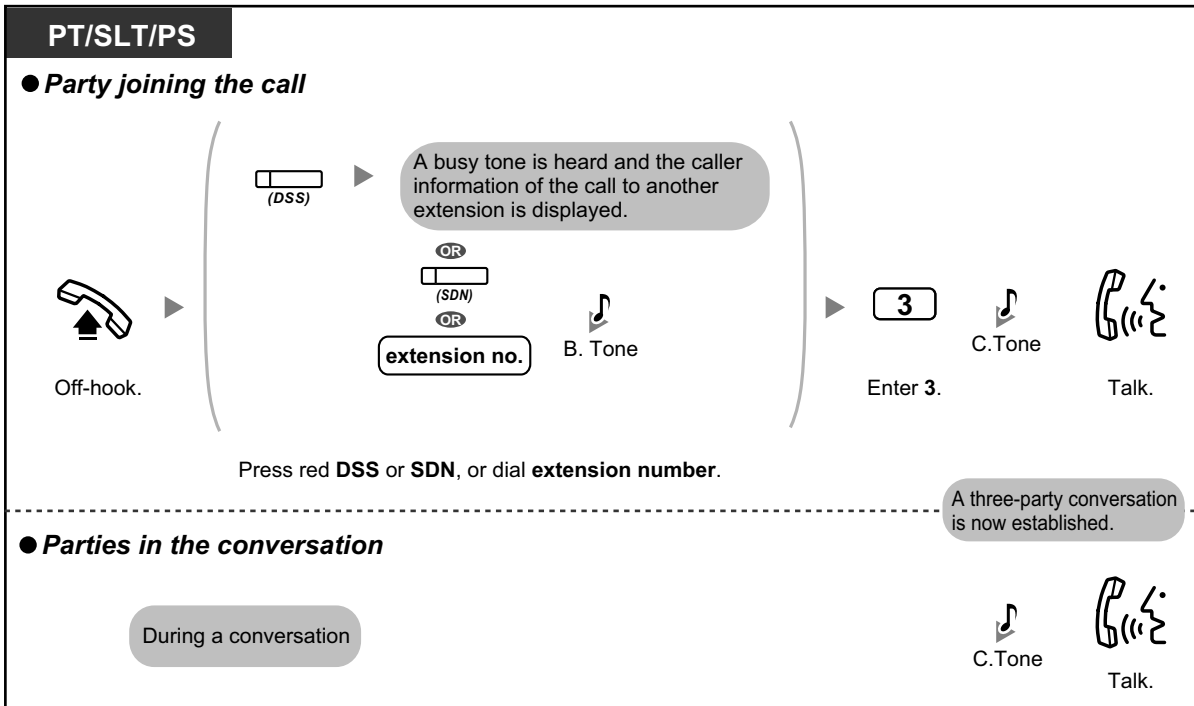 PT/SLT/PS
● Party joining the call
A busy tone is heard and the caller
information of the call to another
extension is displayed.
(DSS)
OR
(SDN)
OR
extension no.
B. Tone
3
C.Tone
Off-hook.
Enter 3.
Talk.
Press red DSS or SDN, or dial extension number.
A three-party conversation
is now established.
● Parties in the conversation
During a conversation
C.Tone
Talk.